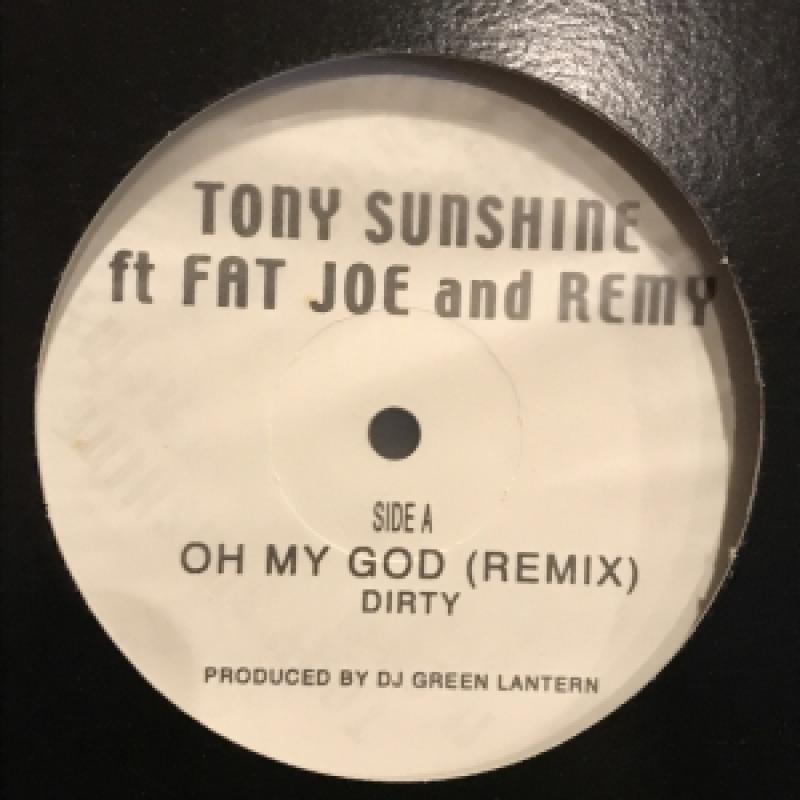 TONY SUNSHINE
ft FAT JOE and REMY
SIDE A
OH MY GOD (REMIX)
DIRTY
PRODUCED BY DJ GREEN LANTERN